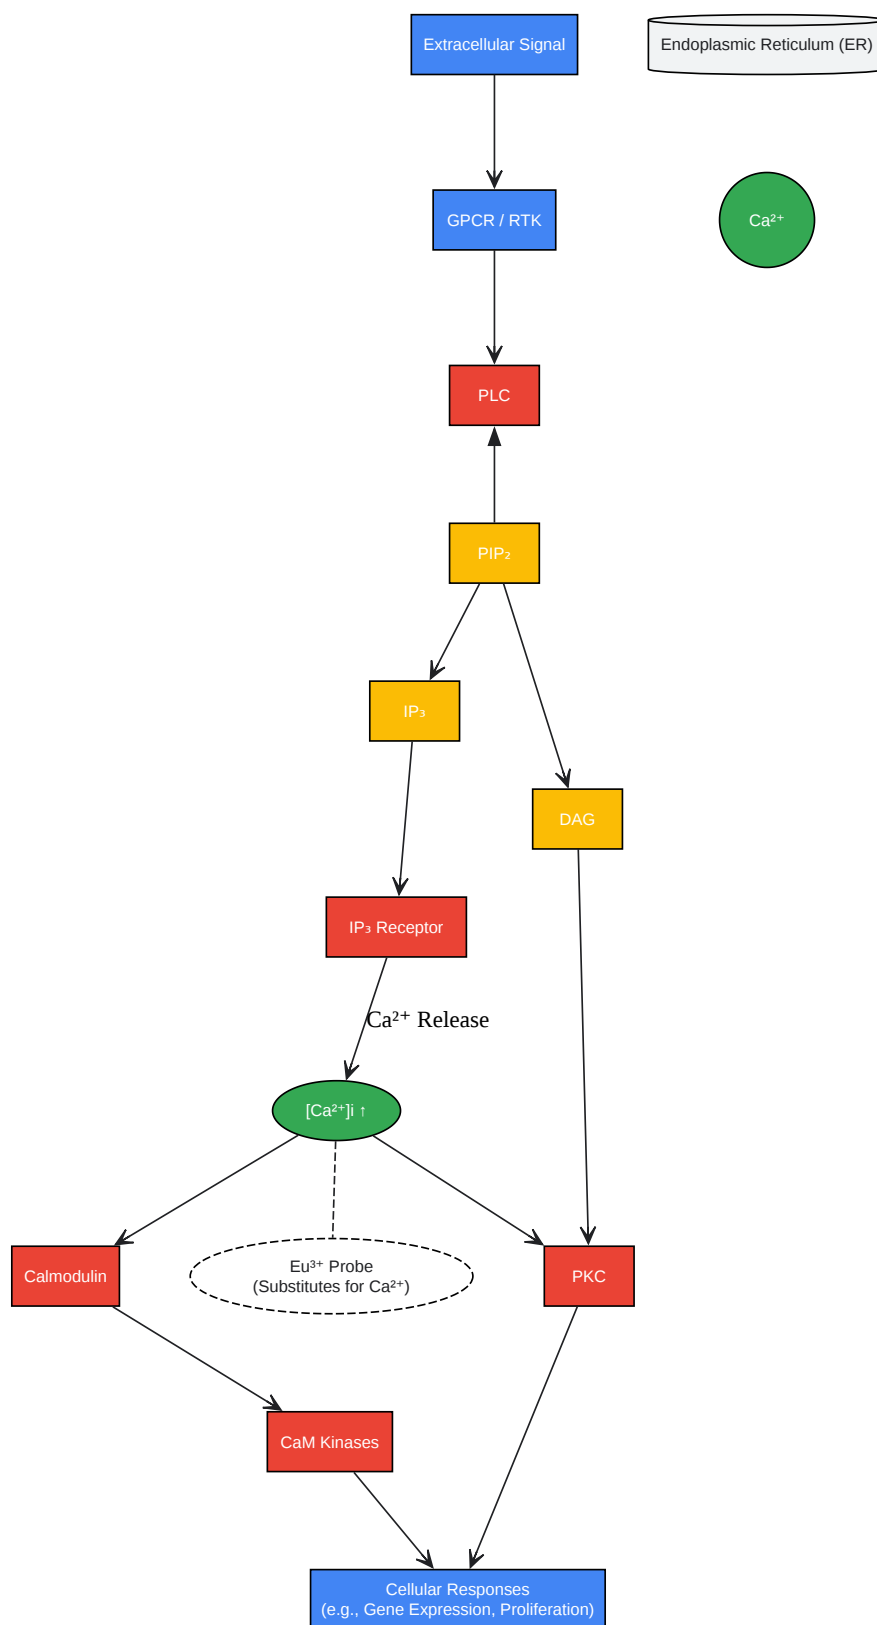 Extracellular Signal
Endoplasmic Reticulum (ER)
GPCR / RTK
Ca²⁺
PLC
PIP₂
IP₃
DAG
IP₃ Receptor
Ca²⁺ Release
[Ca²⁺]i ↑
Calmodulin
Eu³⁺ Probe
(Substitutes for Ca²⁺)
PKC
CaM Kinases
Cellular Responses
(e.g., Gene Expression, Proliferation)